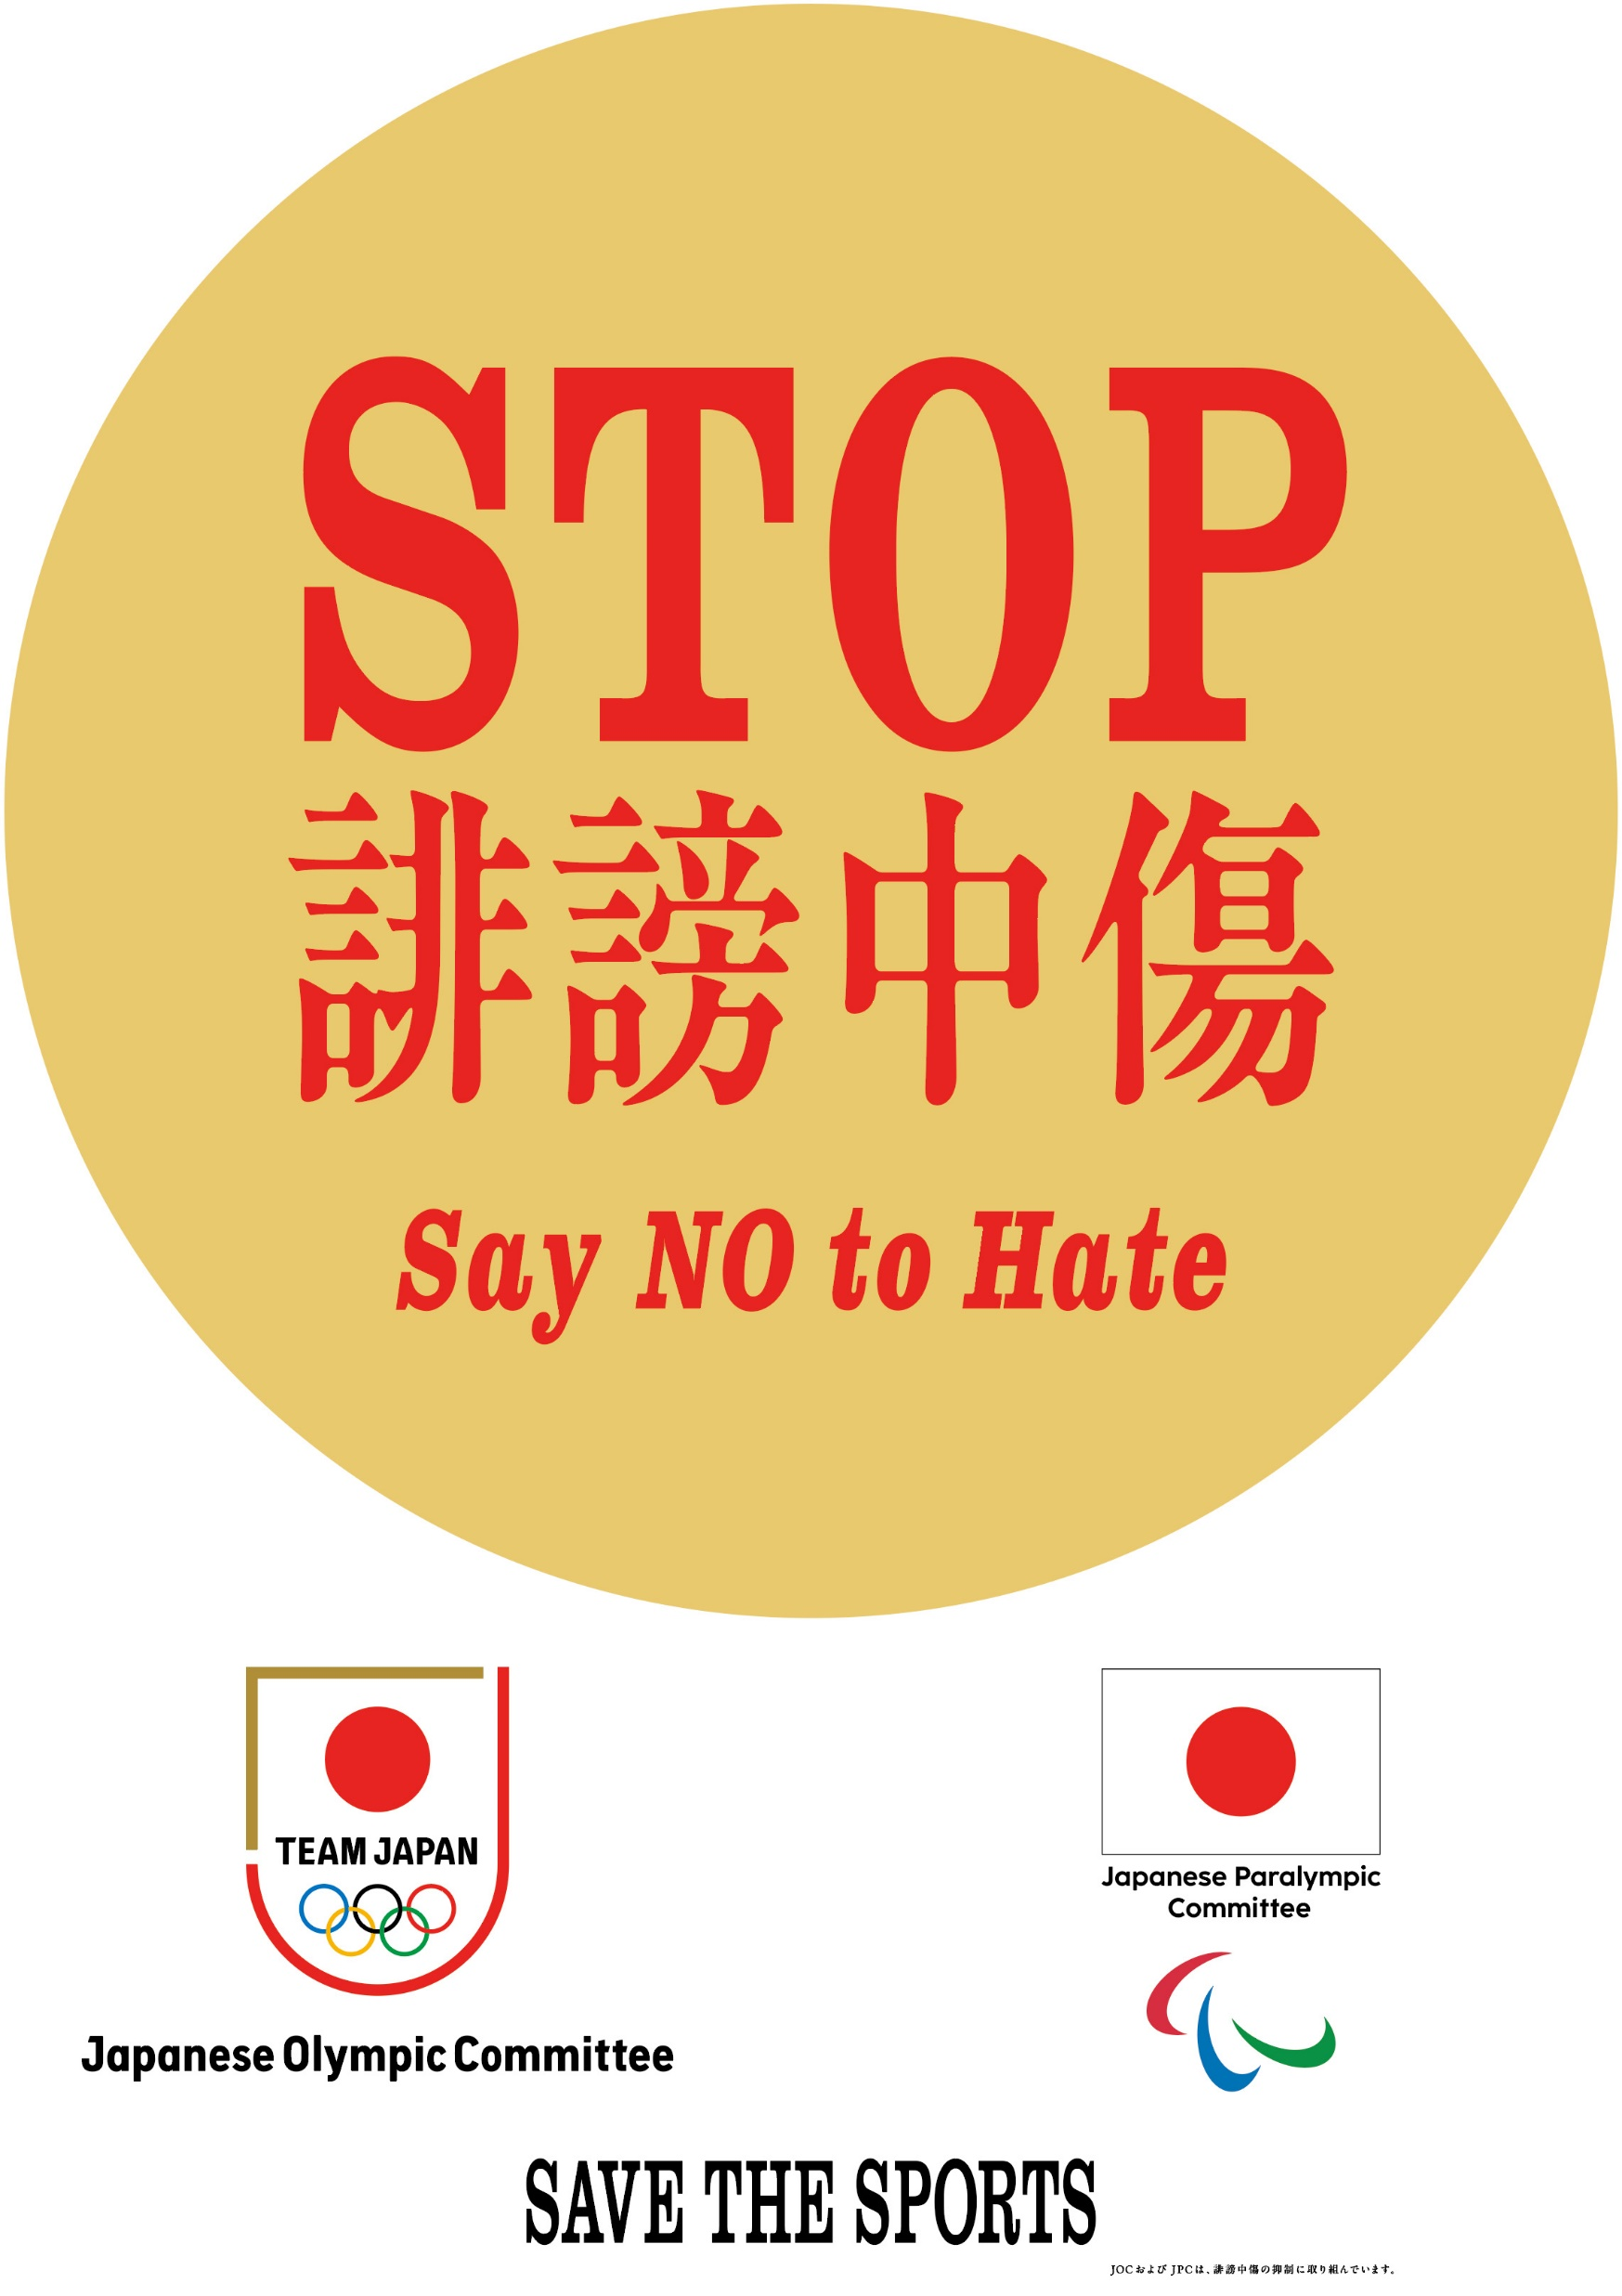 STOP
誹謗中傷
Say NO to Hate
TEAM JAPAN
Japanese Olympic Committee
Japanese Paralympic
Committee
SAVE THE SPORTS
JOCおよびJPCは、誹謗中傷の抑制に取り組んでいます。